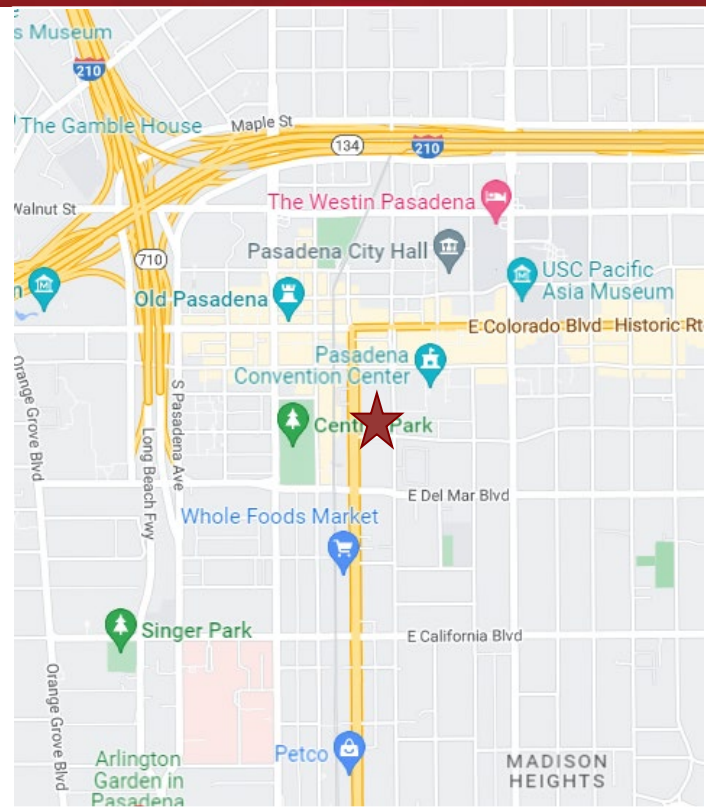 s Museum
210
The Gamble House
Maple St
134
210
Walnut St
The Westin Pasadena
710
Pasadena City Hall
USC Pacific
Asia Museum
Old Pasadena
E Colorado Blvd
Historic Rt
Pasadena
Convention Center
Orange Grove Blvd
S Pasadena Ave
Long Beach Fwy
Park
E Del Mar Blvd
Whole Foods Market
Singer Park
E California Blvd
Orange Grove Blvd
Petco
Arlington
Garden in
Pasadena
MADISON
HEIGHTS